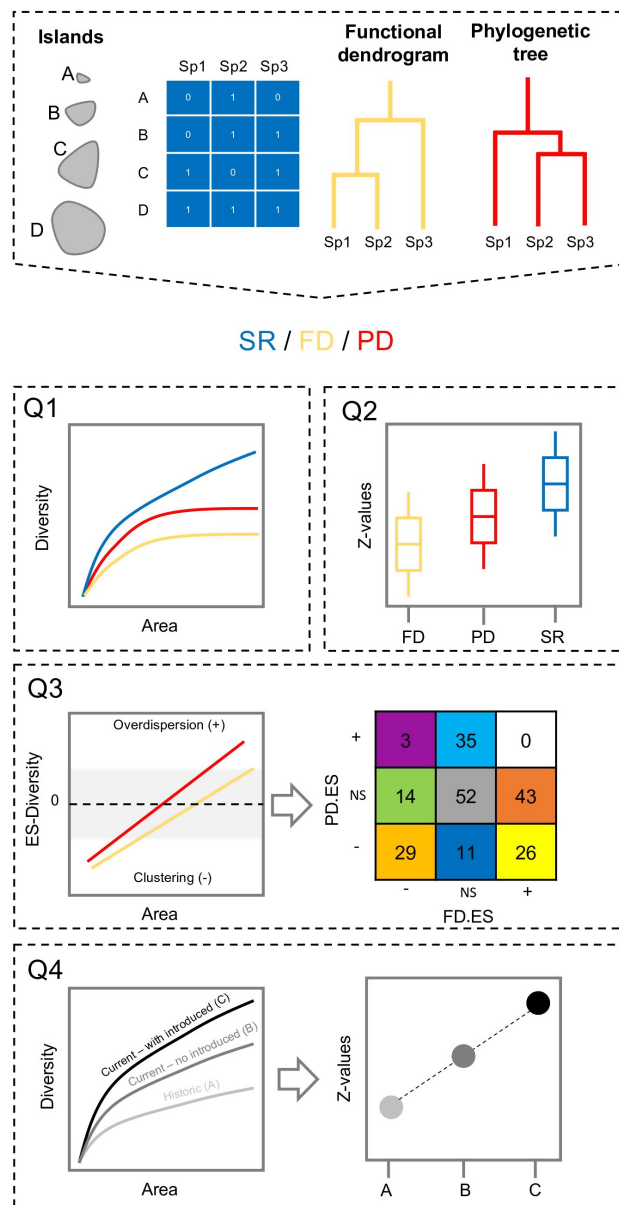 Islands
A
B
C
D
Sp1 Sp2 Sp3
A 0 1 0
B 0 1 1
C 1 0 1
D 1 1 1
Functional
dendrogram
Sp1 Sp2 Sp3
Phylogenetic
tree
Sp1 Sp2 Sp3
SR / FD / PD
Q1
Diversity
Area
Q2
Z-values
FD PD SR
Q3
Overdispersion (+)
0
ES-Diversity
Clustering (-)
Area
PD.ES
+ 3 35 0
NS 14 52 43
- 29 11 26
- NS +
FD.ES
Q4
Diversity
Current – with introduced (C)
Current – no introduced (B)
Historic (A)
Area
Z-values
A B C